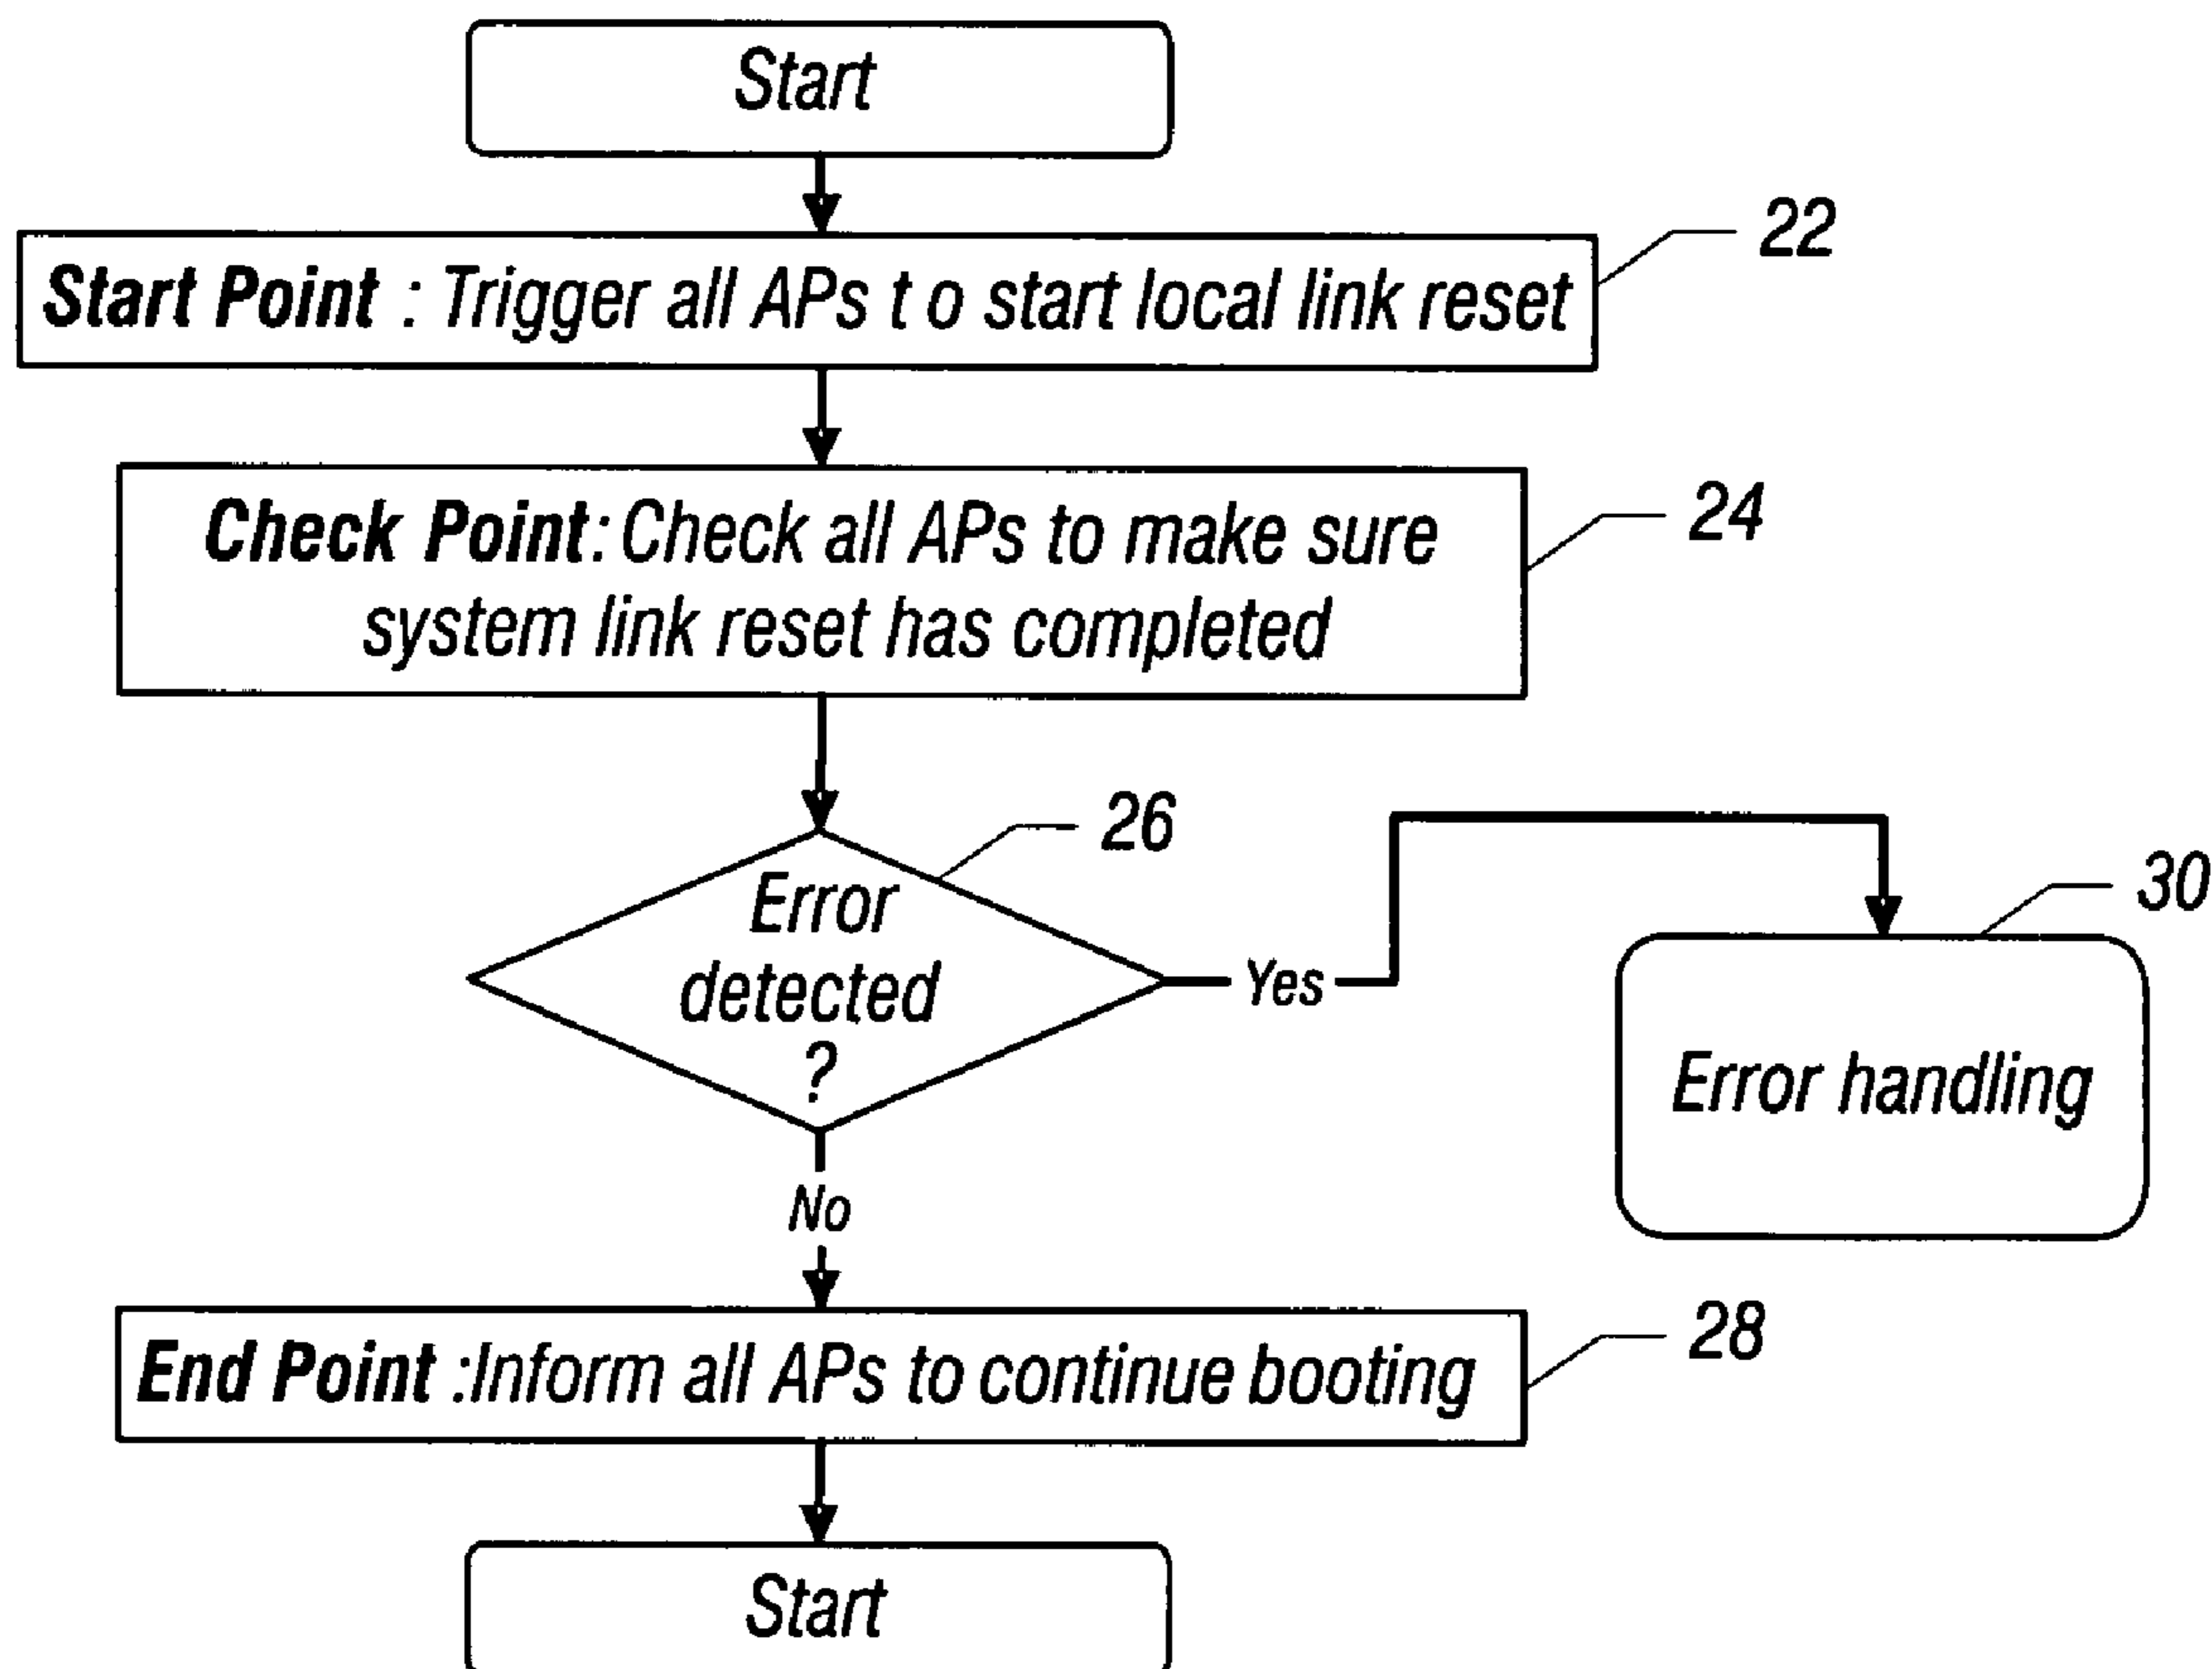 Start
22
Start Point : Trigger all APs t o start local link reset
24
Check Point: Check all APs to make sure
system link reset has completed
26
Error
detected
?
Yes
30
Error handling
No
28
End Point :Inform all APs to continue booting
Start